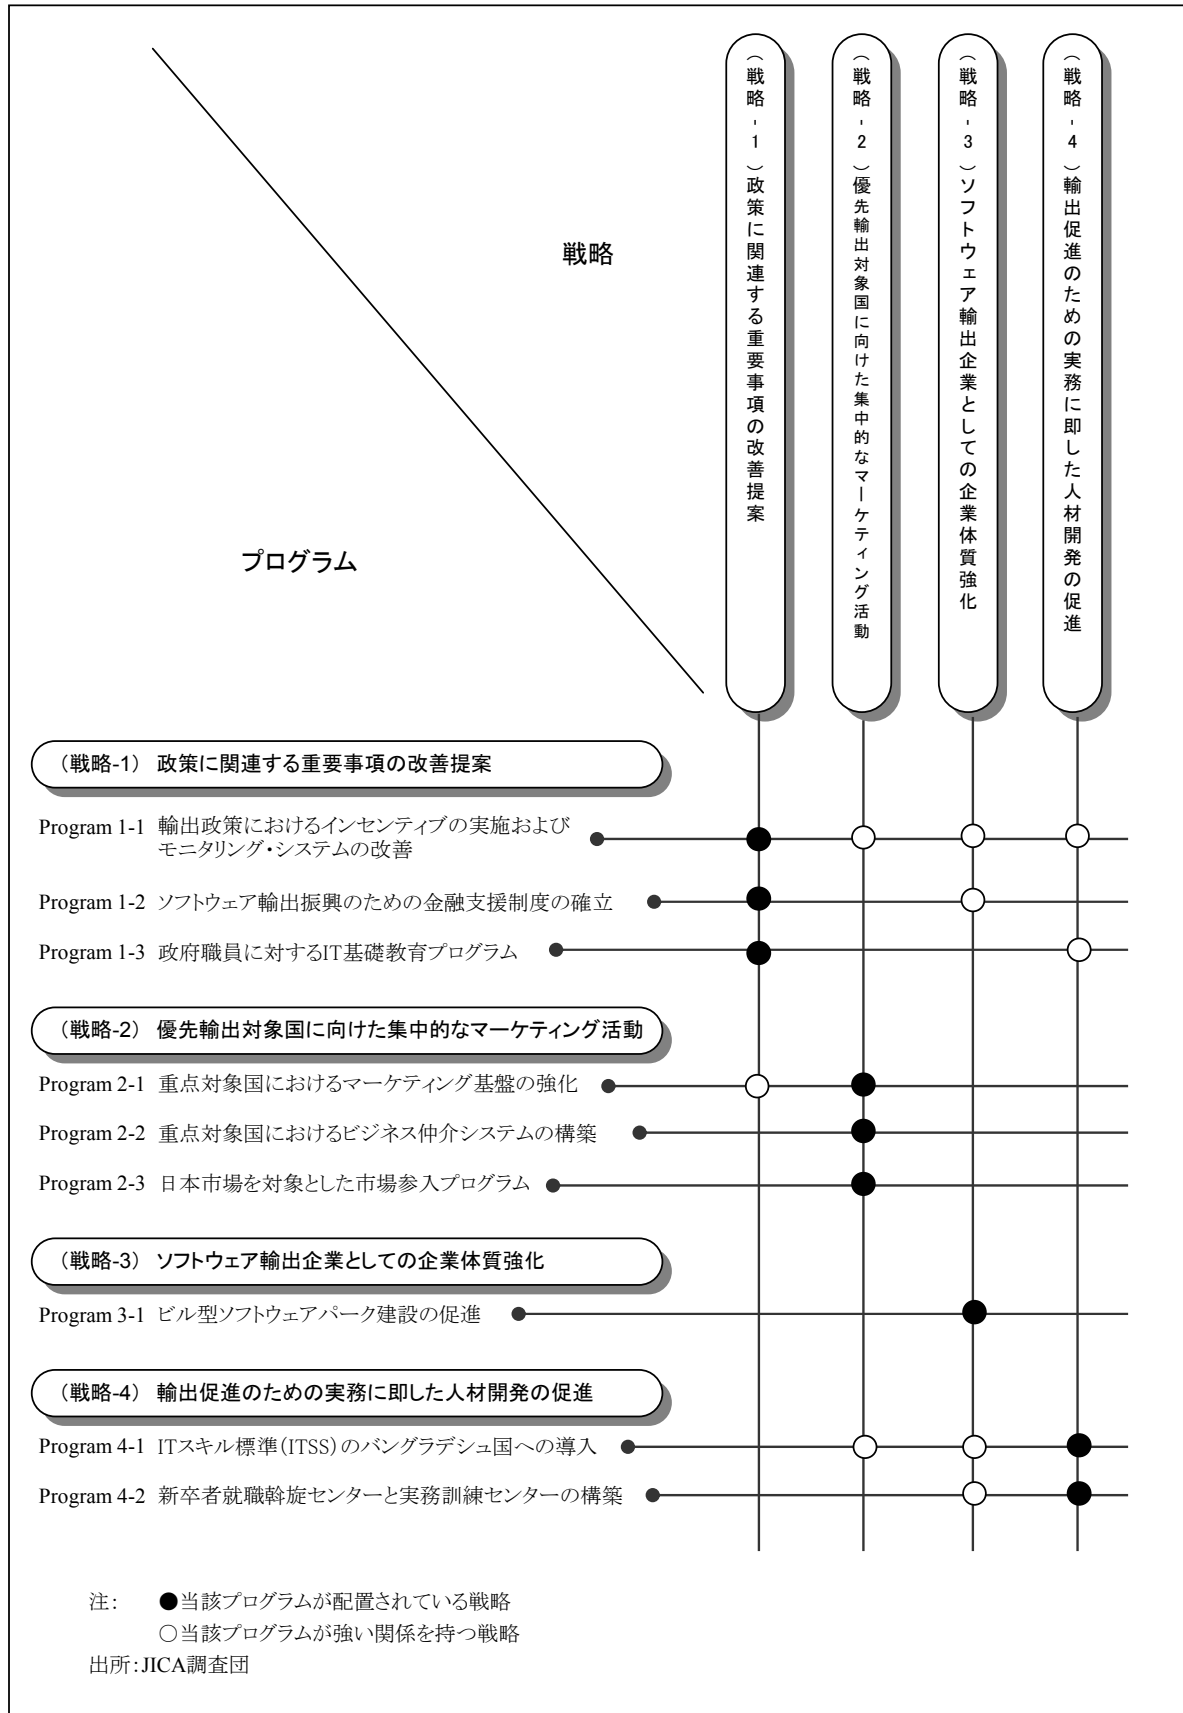 （戦略-1）政策に関連する重要事項の改善提案
（戦略-2）優先輸出対象国に向けた集中的なマーケティング活動
（戦略-3）ソフトウェア輸出企業としての企業体質強化
（戦略-4）輸出促進のための実務に即した人材開発の促進
戦略
プログラム
（戦略-1） 政策に関連する重要事項の改善提案
Program 1-1 輸出政策におけるインセンティブの実施および
モニタリング・システムの改善
Program 1-2 ソフトウェア輸出振興のための金融支援制度の確立
Program 1-3 政府職員に対するIT基礎教育プログラム
（戦略-2） 優先輸出対象国に向けた集中的なマーケティング活動
Program 2-1 重点対象国におけるマーケティング基盤の強化
Program 2-2 重点対象国におけるビジネス仲介システムの構築
Program 2-3 日本市場を対象とした市場参入プログラム
（戦略-3） ソフトウェア輸出企業としての企業体質強化
Program 3-1 ビル型ソフトウェアパーク建設の促進
（戦略-4） 輸出促進のための実務に即した人材開発の促進
Program 4-1 ITスキル標準（ITSS）のバングラデシュ国への導入
Program 4-2 新卒者就職斡旋センターと実務訓練センターの構築
注： ●当該プログラムが配置されている戦略
○当該プログラムが強い関係を持つ戦略
出所：JICA調査団